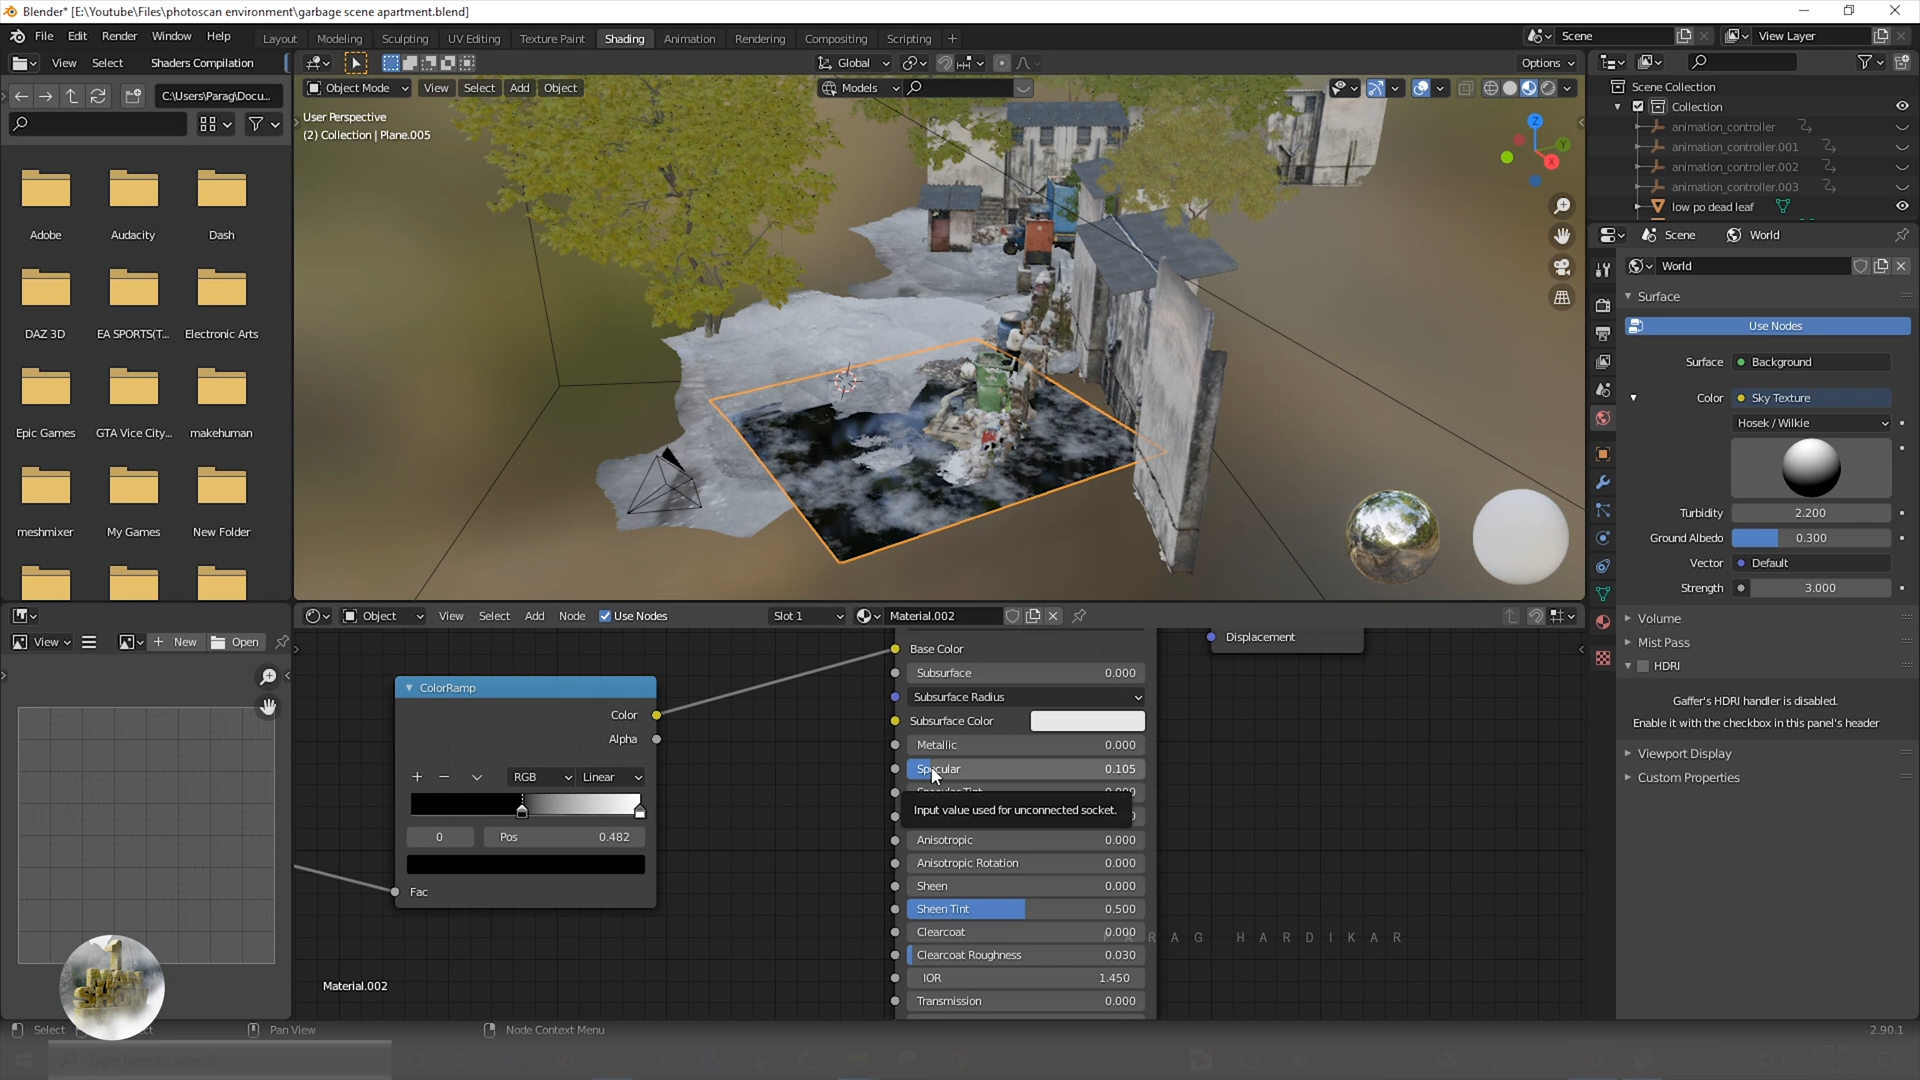 Blender* [E:\Youtube\Files\photoscan environment\garbage scene apartment.blend]
File Edit Render Window Help
Layout Modeling Sculpting UV Editing Texture Paint Shading Animation Rendering Compositing Scripting
Scene
View Layer
View Select Shaders Compilation
Global
Options
C:\Users\Parag\Docu...
Object Mode View Select Add Object
Models
User Perspective
(2) Collection | Plane.005
Z
Y
X
Adobe Audacity Dash
DAZ 3D EA SPORTS(T... Electronic Arts
Epic Games GTA Vice City... makehuman
meshmixer My Games New Folder
Scene Collection
Collection
animation_controller
animation_controller.001
animation_controller.002
animation_controller.003
low po dead leaf
Scene World
World
Surface
Use Nodes
Surface Background
Color Sky Texture
Hosek / Wilkie
Turbidity 2.200
Ground Albedo 0.300
Vector Default
Strength 3.000
Volume
Mist Pass
HDRI
Gaffer's HDRI handler is disabled.
Enable it with the checkbox in this panel's header
Viewport Display
Custom Properties
View
New Open
Object View Select Add Node Use Nodes
Slot 1
Material.002
ColorRamp
Color
Alpha
RGB Linear
0 Pos 0.482
Fac
Material.002
Base Color
Subsurface 0.000
Subsurface Radius
Subsurface Color
Metallic 0.000
Specular 0.105
Input value used for unconnected socket.
Anisotropic 0.000
Anisotropic Rotation 0.000
Sheen 0.000
Sheen Tint 0.500
Clearcoat 0.000
Clearcoat Roughness 0.030
IOR 1.450
Transmission 0.000
Displacement
PARAG HARDIKAR
1 MAN SHOW
Select
Pan View
Node Context Menu
2.90.1
Type here to search